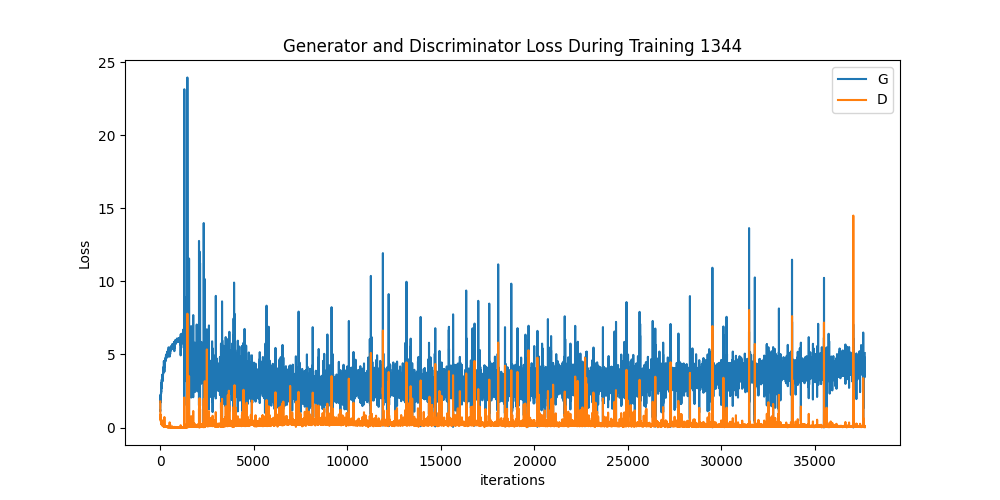 Generator and Discriminator Loss During Training 1344
25
20
15
10
5
0
Loss
G
D
0 5000 10000 15000 20000 25000 30000 35000
iterations